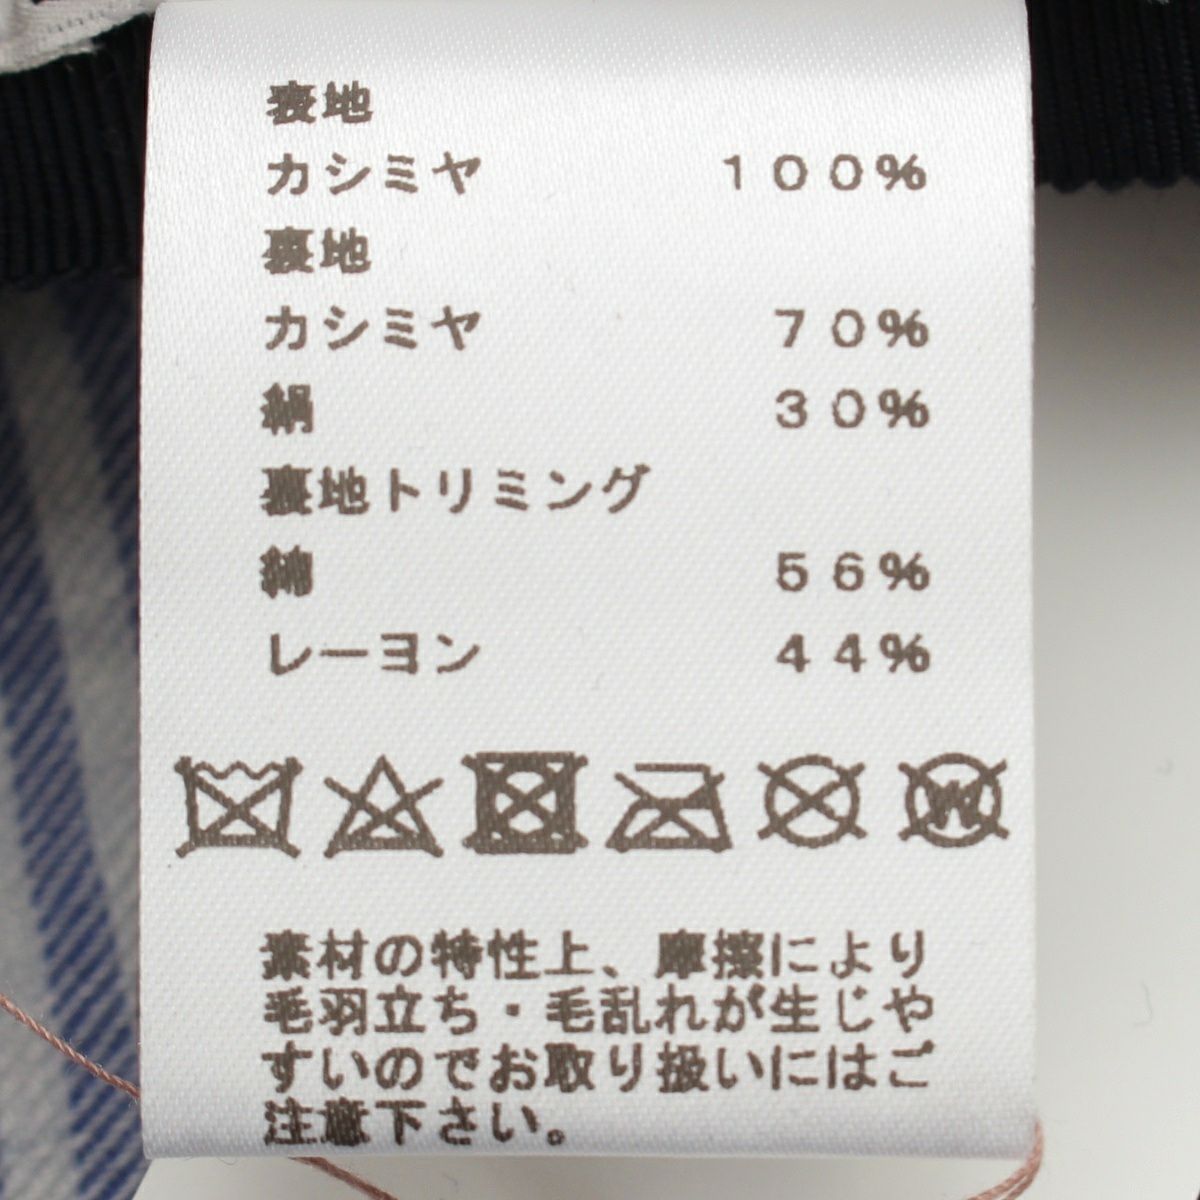 表地
カシミヤ 100%
裏地
カシミヤ 70%
絹 30%
裏地トリミング
綿 56%
レーヨン 44%
W
素材の特性上、摩擦により
毛羽立ち・毛乱れが生じや
すいのでお取り扱いにはご
注意下さい。